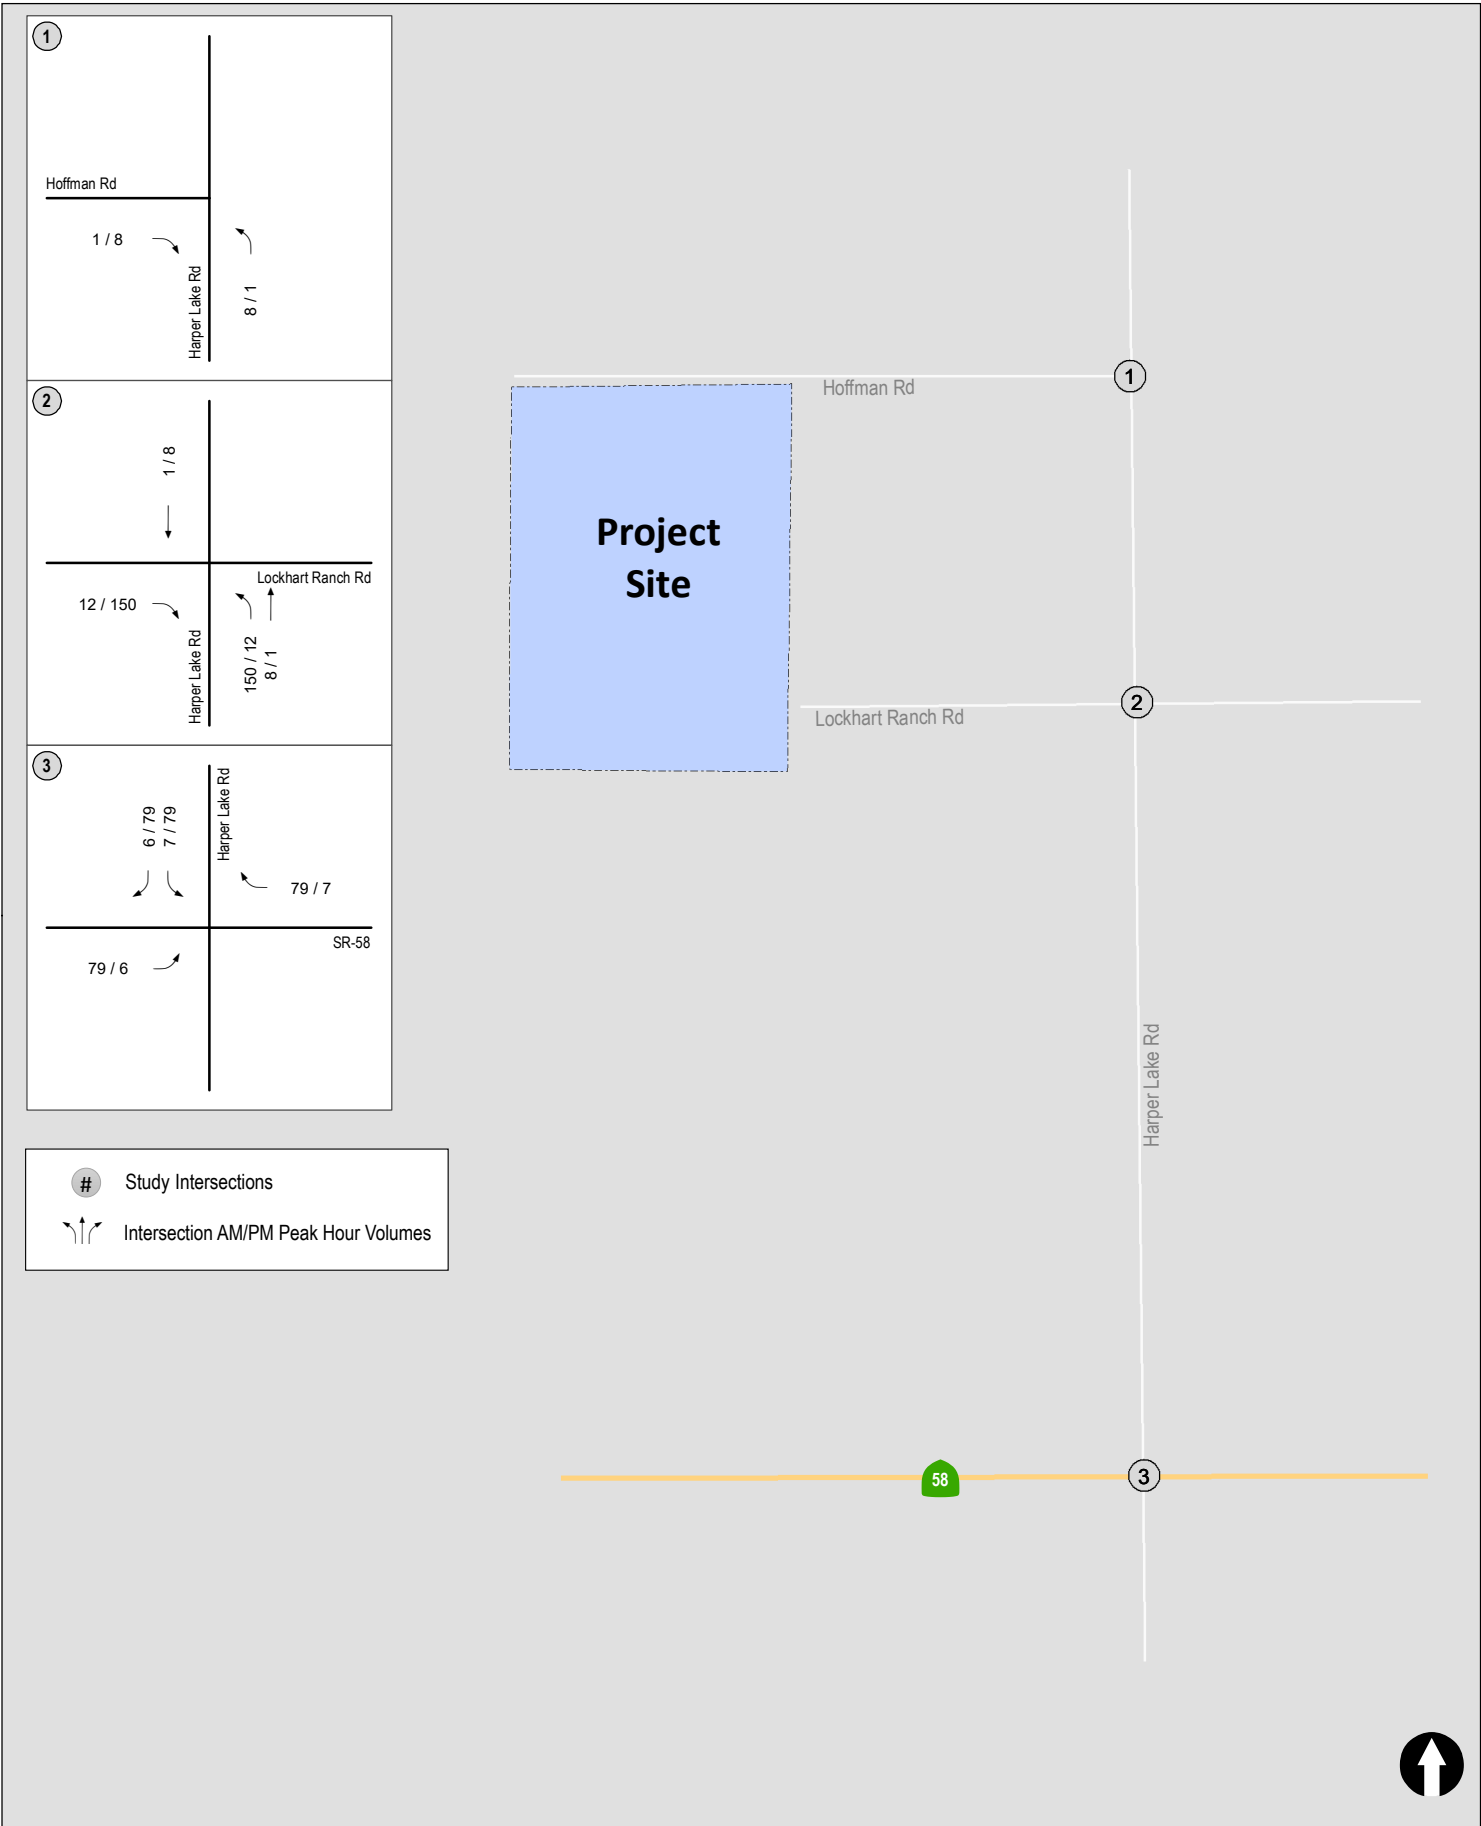 1
Hoffman Rd
1 / 8
Harper Lake Rd
8 / 1
2
1 / 8
Lockhart Ranch Rd
12 / 150
Harper Lake Rd
150 / 12
8 / 1
3
6 / 79
7 / 79
Harper Lake Rd
79 / 7
SR-58
79 / 6
# Study Intersections
Intersection AM/PM Peak Hour Volumes
1
Hoffman Rd
Project
Site
2
Lockhart Ranch Rd
Harper Lake Rd
58
3